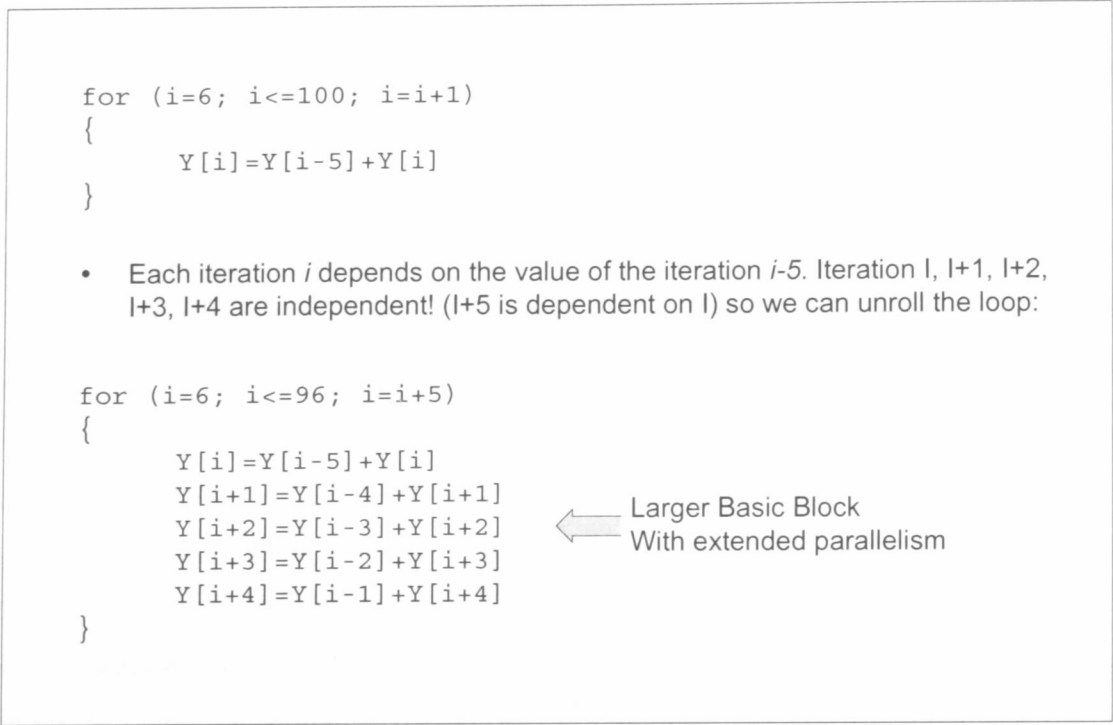 for (i=6; i<=100; i=i+1)
{
Y[i]=Y[i-5]+Y[i]
}
• Each iteration i depends on the value of the iteration i-5. Iteration I, I+1, I+2,
I+3, I+4 are independent! (I+5 is dependent on I) so we can unroll the loop:
for (i=6; i<=96; i=i+5)
{
Y[i]=Y[i-5]+Y[i]
Y[i+1]=Y[i-4]+Y[i+1]
Y[i+2]=Y[i-3]+Y[i+2]
Y[i+3]=Y[i-2]+Y[i+3]
Y[i+4]=Y[i-1]+Y[i+4]
}
Larger Basic Block
With extended parallelism